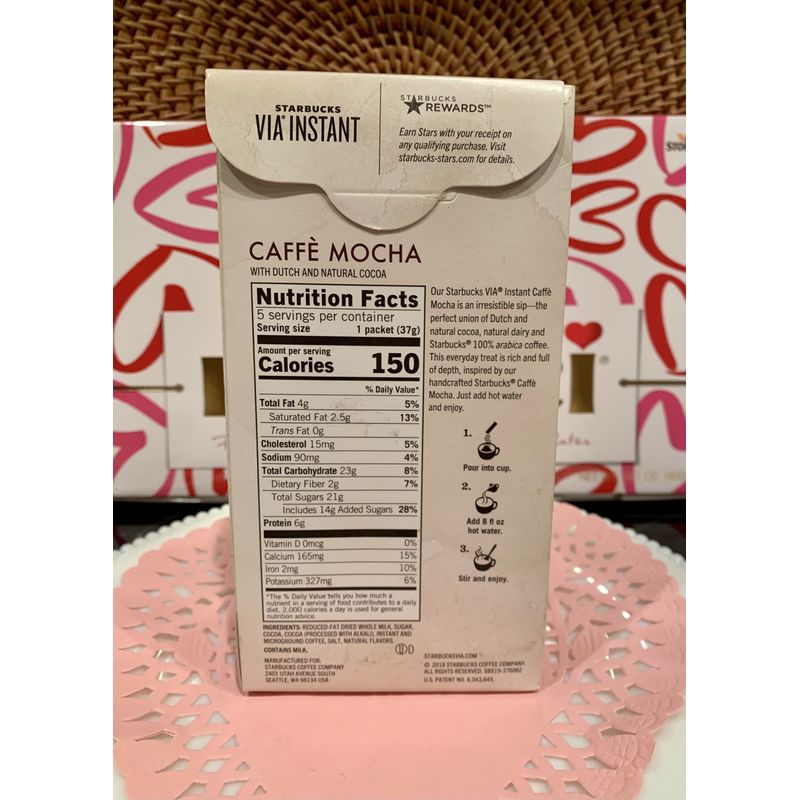 STARBUCKS
VIA® INSTANT
STARBUCKS
REWARDS™
Earn Stars with your receipt on
any qualifying purchase. Visit
starbucks-stars.com for details.
CAFFÈ MOCHA
WITH DUTCH AND NATURAL COCOA
Nutrition Facts
5 servings per container
Serving size 1 packet (37g)
Amount per serving
Calories 150
% Daily Value*
Total Fat 4g 5%
Saturated Fat 2.5g 13%
Trans Fat 0g
Cholesterol 15mg 5%
Sodium 90mg 4%
Total Carbohydrate 23g 8%
Dietary Fiber 2g 7%
Total Sugars 21g
Includes 14g Added Sugars 28%
Protein 6g
Vitamin D 0mcg 0%
Calcium 165mg 15%
Iron 2mg 10%
Potassium 327mg 6%
*The % Daily Value tells you how much a
nutrient in a serving of food contributes to a daily
diet. 2,000 calories a day is used for general
nutrition advice.
INGREDIENTS: REDUCED-FAT DRIED WHOLE MILK, SUGAR,
COCOA, COCOA (PROCESSED WITH ALKALI), INSTANT AND
MICROGROUND COFFEE, SALT, NATURAL FLAVORS.
CONTAINS MILK.
D
MANUFACTURED FOR:
STARBUCKS COFFEE COMPANY
2401 UTAH AVENUE SOUTH
SEATTLE, WA 98134 USA
Our Starbucks VIA® Instant Caffè
Mocha is an irresistible sip—the
perfect union of Dutch and
natural cocoa, natural dairy and
Starbucks® 100% arabica coffee.
This everyday treat is rich and full
of depth, inspired by our
handcrafted Starbucks® Caffè
Mocha. Just add hot water
and enjoy.
1.
Pour into cup.
2.
Add 8 fl oz
hot water.
3.
Stir and enjoy.
STARBUCKSVIA.COM
© 2018 STARBUCKS COFFEE COMPANY.
ALL RIGHTS RESERVED. SBX19-376082
U.S. PATENT NO. 8,043,645.